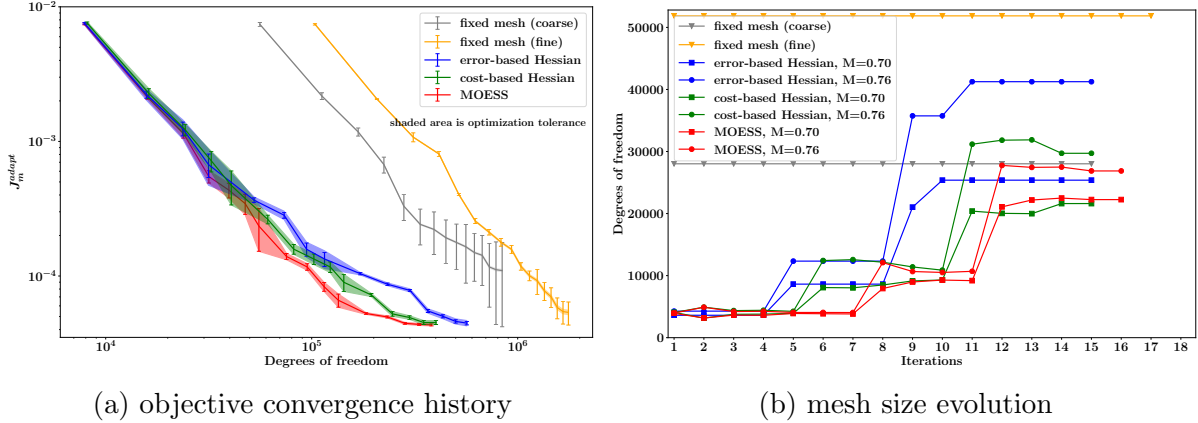 10⁻²
10⁻³
10⁻⁴
J_m^{adapt}
fixed mesh (coarse)
fixed mesh (fine)
error-based Hessian
cost-based Hessian
MOESS
shaded area is optimization tolerance
10⁴ 10⁵ 10⁶
Degrees of freedom
(a) objective convergence history
50000
40000
30000
20000
10000
0
Degrees of freedom
fixed mesh (coarse)
fixed mesh (fine)
error-based Hessian, M=0.70
error-based Hessian, M=0.76
cost-based Hessian, M=0.70
cost-based Hessian, M=0.76
MOESS, M=0.70
MOESS, M=0.76
1 2 3 4 5 6 7 8 9 10 11 12 13 14 15 16 17 18
Iterations
(b) mesh size evolution